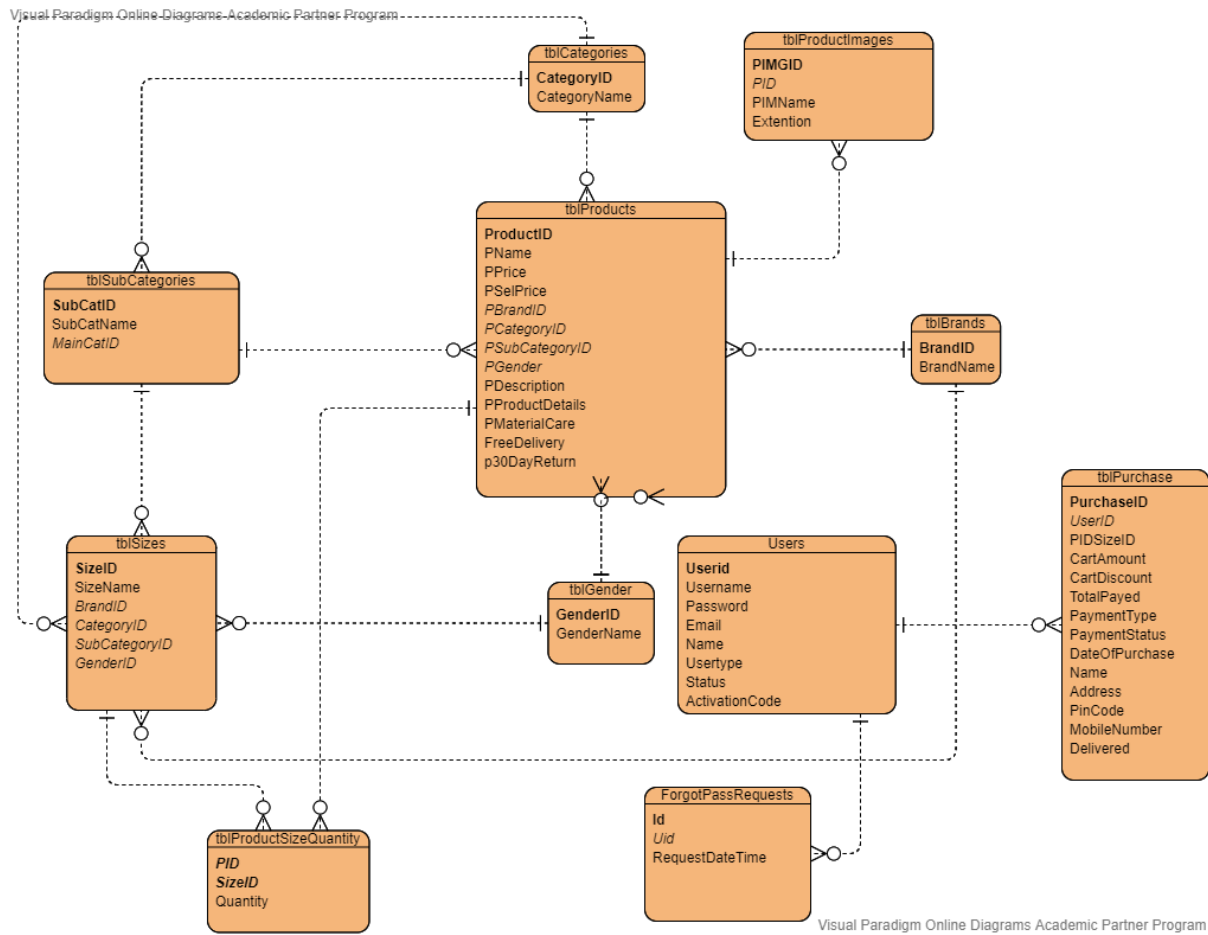 Visual Paradigm Online Diagrams Academic Partner Program
tblCategories
CategoryID
CategoryName
tblProductImages
PIMGID
PID
PIMName
Extention
tblProducts
ProductID
PName
PPrice
PSelPrice
PBrandID
PCategoryID
PSubCategoryID
PGender
PDescription
PProductDetails
PMaterialCare
FreeDelivery
p30DayReturn
tblSubCategories
SubCatID
SubCatName
MainCatID
tblBrands
BrandID
BrandName
tblPurchase
PurchaseID
UserID
PIDSizeID
CartAmount
CartDiscount
TotalPayed
PaymentType
PaymentStatus
DateOfPurchase
Name
Address
PinCode
MobileNumber
Delivered
tblSizes
SizeID
SizeName
BrandID
CategoryID
SubCategoryID
GenderID
tblGender
GenderID
GenderName
Users
Userid
Username
Password
Email
Name
Usertype
Status
ActivationCode
ForgotPassRequests
Id
Uid
RequestDateTime
tblProductSizeQuantity
PID
SizeID
Quantity
Visual Paradigm Online Diagrams Academic Partner Program